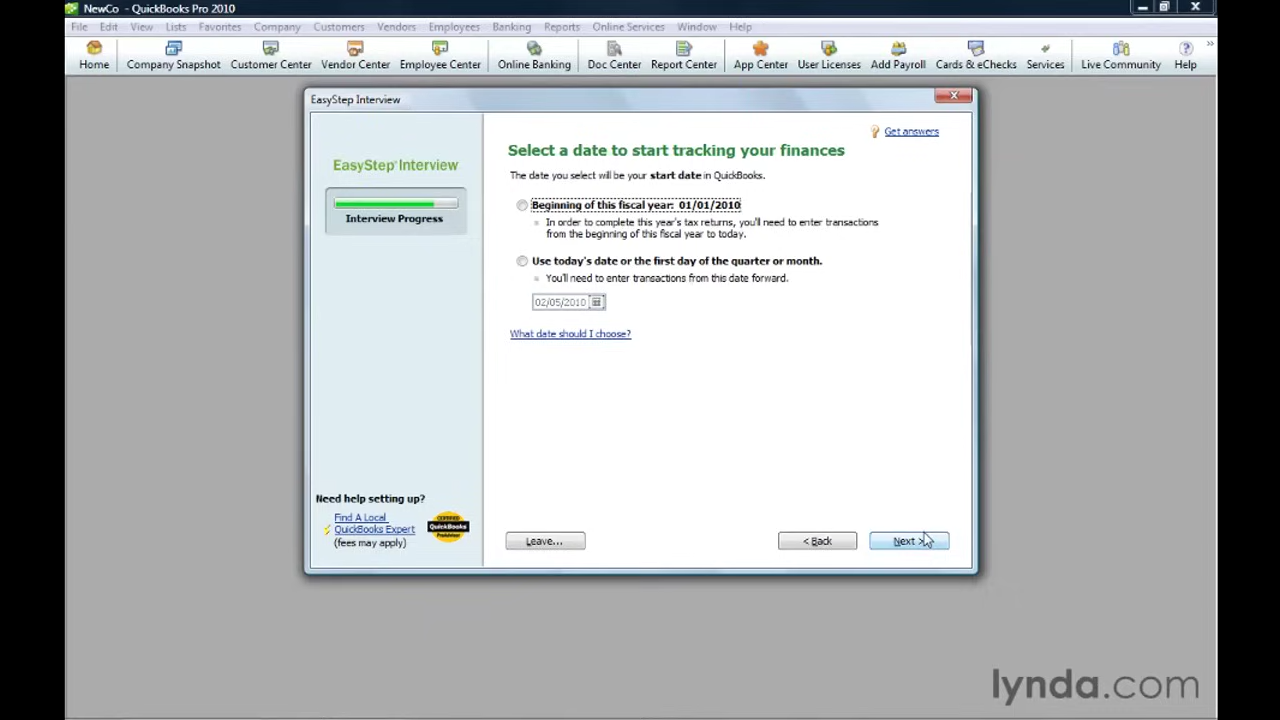 NewCo - QuickBooks Pro 2010
File Edit View Lists Favorites Company Customers Vendors Employees Banking Reports Online Services Window Help
Home Company Snapshot Customer Center Vendor Center Employee Center Online Banking Doc Center Report Center App Center User Licenses Add Payroll Cards & eChecks Services Live Community Help
EasyStep Interview
Get answers
EasyStep Interview
Interview Progress
Select a date to start tracking your finances
The date you select will be your start date in QuickBooks.
Beginning of this fiscal year: 01/01/2010
In order to complete this year's tax returns, you'll need to enter transactions
from the beginning of this fiscal year to today.
Use today's date or the first day of the quarter or month.
You'll need to enter transactions from this date forward.
02/05/2010
What date should I choose?
Need help setting up?
Find A Local
QuickBooks Expert
(fees may apply)
CERTIFIED
QuickBooks
ProAdvisor
Leave...
< Back
Next >
lynda.com